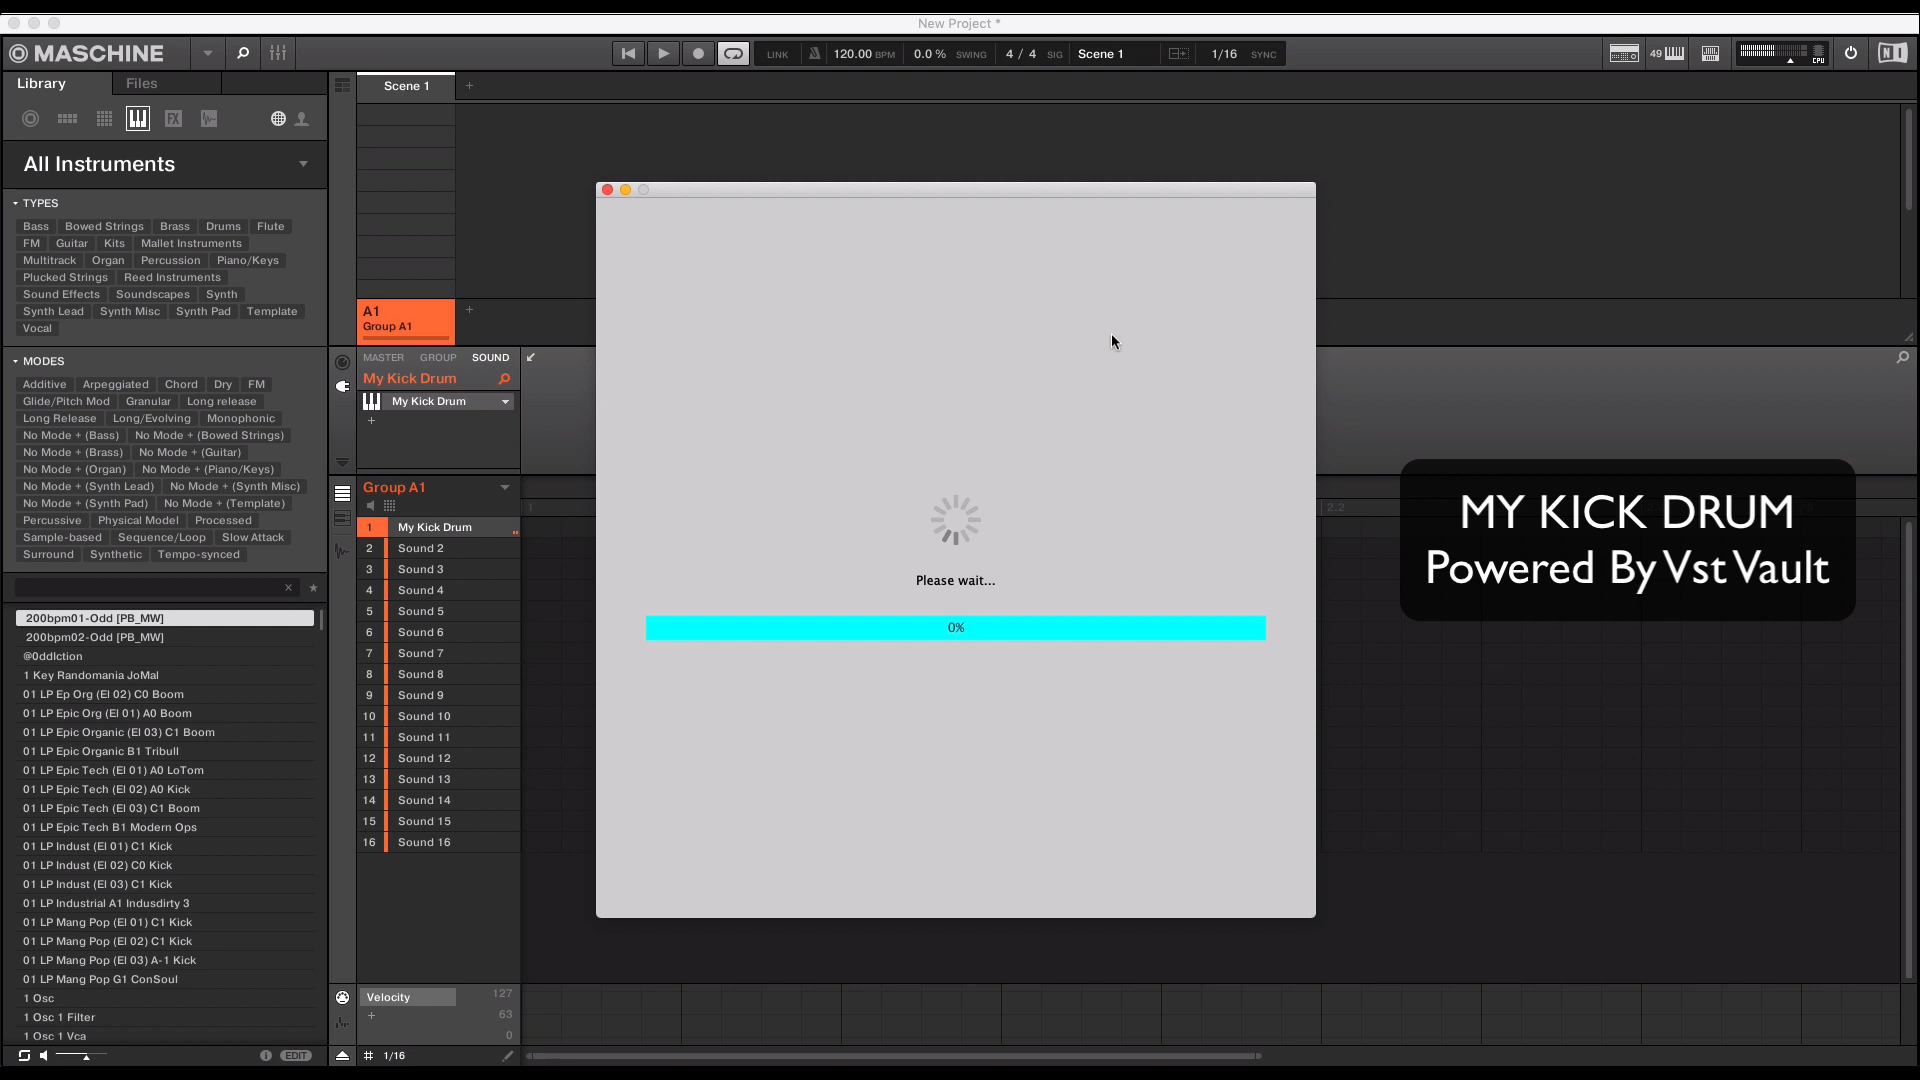 New Project *
MASCHINE
LINK
120.00 BPM
0.0 % SWING
4 / 4 SIG
Scene 1
1/16 SYNC
49
CPU
NI
Library
Files
FX
All Instruments
TYPES
Bass Bowed Strings Brass Drums Flute
FM Guitar Kits Mallet Instruments
Multitrack Organ Percussion Piano/Keys
Plucked Strings Reed Instruments
Sound Effects Soundscapes Synth
Synth Lead Synth Misc Synth Pad Template
Vocal
MODES
Additive Arpeggiated Chord Dry FM
Glide/Pitch Mod Granular Long release
Long Release Long/Evolving Monophonic
No Mode + (Bass) No Mode + (Bowed Strings)
No Mode + (Brass) No Mode + (Guitar)
No Mode + (Organ) No Mode + (Piano/Keys)
No Mode + (Synth Lead) No Mode + (Synth Misc)
No Mode + (Synth Pad) No Mode + (Template)
Percussive Physical Model Processed
Sample-based Sequence/Loop Slow Attack
Surround Synthetic Tempo-synced
200bpm01-Odd [PB_MW]
200bpm02-Odd [PB_MW]
@0ddIction
1 Key Randomania JoMal
01 LP Ep Org (El 02) C0 Boom
01 LP Epic Org (El 01) A0 Boom
01 LP Epic Organic (El 03) C1 Boom
01 LP Epic Organic B1 Tribull
01 LP Epic Tech (El 01) A0 LoTom
01 LP Epic Tech (El 02) A0 Kick
01 LP Epic Tech (El 03) C1 Boom
01 LP Epic Tech B1 Modern Ops
01 LP Indust (El 01) C1 Kick
01 LP Indust (El 02) C0 Kick
01 LP Indust (El 03) C1 Kick
01 LP Industrial A1 Indusdirty 3
01 LP Mang Pop (El 01) C1 Kick
01 LP Mang Pop (El 02) C1 Kick
01 LP Mang Pop (El 03) A-1 Kick
01 LP Mang Pop G1 ConSoul
1 Osc
1 Osc 1 Filter
1 Osc 1 Vca
EDIT
Scene 1
A1
Group A1
MASTER GROUP SOUND
My Kick Drum
My Kick Drum
Group A1
1 My Kick Drum
2 Sound 2
3 Sound 3
4 Sound 4
5 Sound 5
6 Sound 6
7 Sound 7
8 Sound 8
9 Sound 9
10 Sound 10
11 Sound 11
12 Sound 12
13 Sound 13
14 Sound 14
15 Sound 15
16 Sound 16
Velocity
127
63
0
1/16
1
2.2
Please wait...
0%
MY KICK DRUM
Powered By Vst Vault